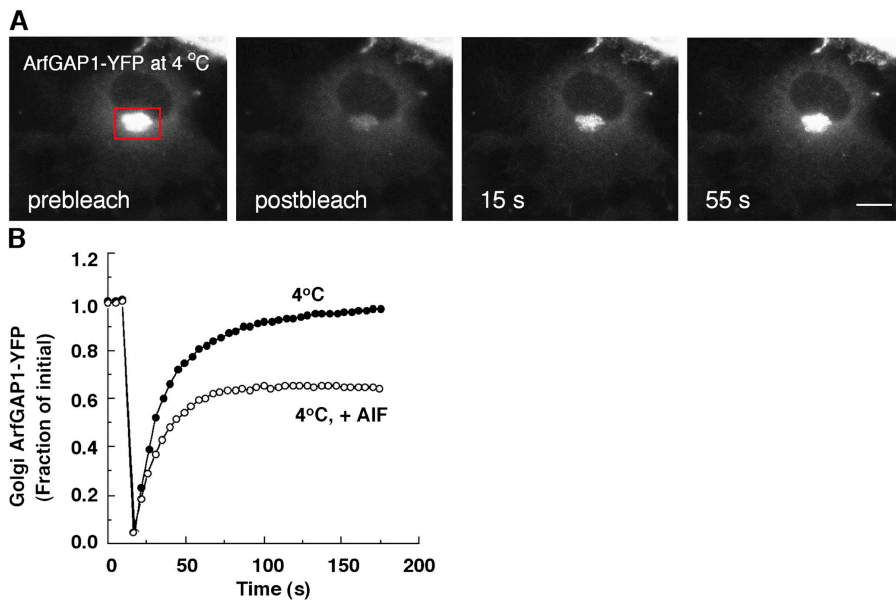 A
ArfGAP1-YFP at 4 °C
prebleach
postbleach
15 s
55 s
B
Golgi ArfGAP1-YFP
(Fraction of initial)
1.2
1.0
0.8
0.6
0.4
0.2
0.0
4°C
4°C, + AlF
0
50
100
150
200
Time (s)